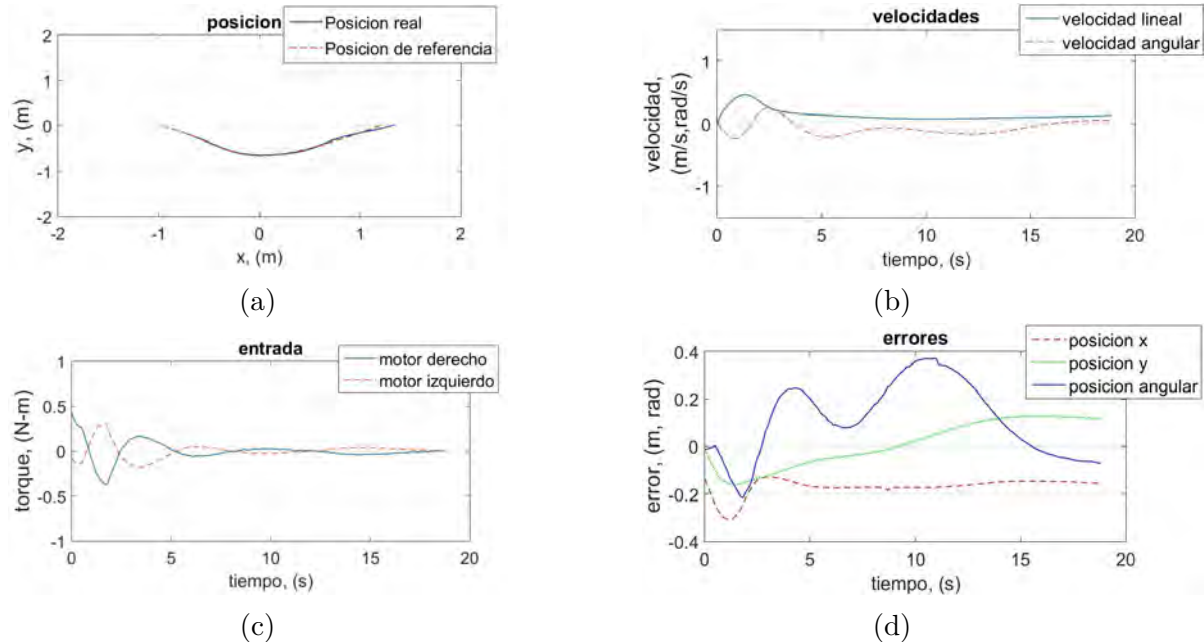 posicion
Posicion real
Posicion de referencia
y, (m)
2
1
0
-1
-2
-2 -1 0 1 2
x, (m)
(a)
velocidades
velocidad lineal
velocidad angular
velocidad,
(m/s,rad/s)
1
0
-1
0 5 10 15 20
tiempo, (s)
(b)
entrada
motor derecho
motor izquierdo
torque, (N-m)
1
0.5
0
-0.5
-1
0 5 10 15 20
tiempo, (s)
(c)
errores
posicion x
posicion y
posicion angular
error, (m, rad)
0.4
0.2
0
-0.2
-0.4
0 5 10 15 20
tiempo, (s)
(d)